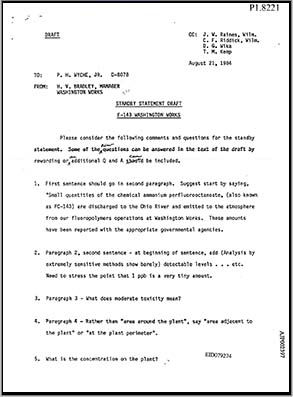 P1.8221
DRAFT
CC: J. W. Raines, Wilm.
C. F. Riddick, Wilm.
D. G. Wika
T. M. Kemp
August 21, 1984
TO: P. H. WYCHE, JR. D-8078
FROM: H. V. BRADLEY, MANAGER
WASHINGTON WORKS
STANDBY STATEMENT DRAFT
F-143 WASHINGTON WORKS
Please consider the following comments and questions for the standby
statement. Some of the questions can be answered in the text of the draft by
rewording or additional Q and A should be included.
1. First sentence should go in second paragraph. Suggest start by saying,
"Small quantities of the chemical ammonium perfluorooctanoate, (also known
as FC-143) are discharged to the Ohio River and emitted to the atmosphere
from our fluoropolymers operations at Washington Works. These amounts
have been reported with the appropriate governmental agencies.
2. Paragraph 2, second sentence - at beginning of sentence, add (Analysis by
extremely sensitive methods show barely) detectable levels . . . etc.
Need to stress the point that 1 ppb is a very tiny amount.
3. Paragraph 3 - What does moderate toxicity mean?
4. Paragraph 4 - Rather than "area around the plant", say "area adjacent to
the plant" or "at the plant perimeter".
5. What is the concentration on the plant?
EID079234